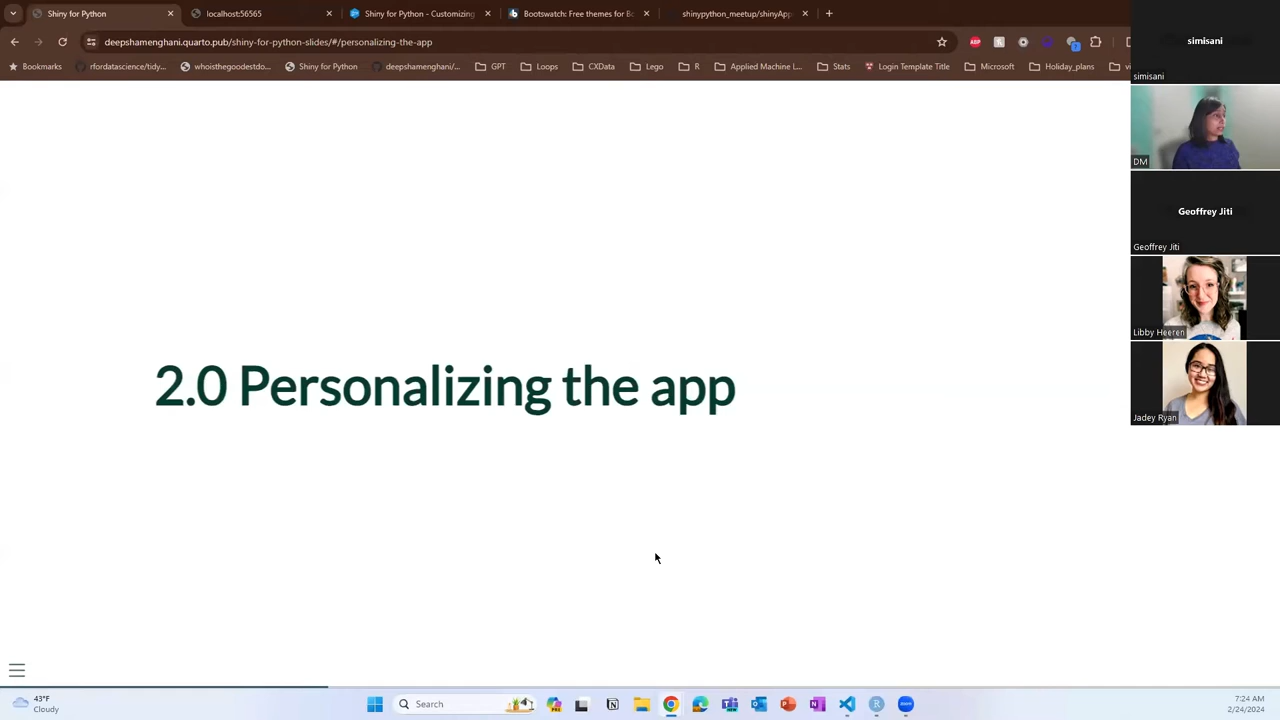 Shiny for Python
localhost:56565
Shiny for Python - Customizing
Bootswatch: Free themes for Bo
shinypython_meetup/shinyApp
deepshamenghani.quarto.pub/shiny-for-python-slides/#/personalizing-the-app
Bookmarks
rfordatascience/tidy...
whoisthegoodestdo...
Shiny for Python
deepshamenghani/...
GPT
Loops
CXData
Lego
R
Applied Machine L...
Stats
Login Template Title
Microsoft
Holiday_plans
simisani
simisani
DM
Geoffrey Jiti
Geoffrey Jiti
Libby Heeren
Jadey Ryan
2.0 Personalizing the app
43°F
Cloudy
Search
7:24 AM
2/24/2024